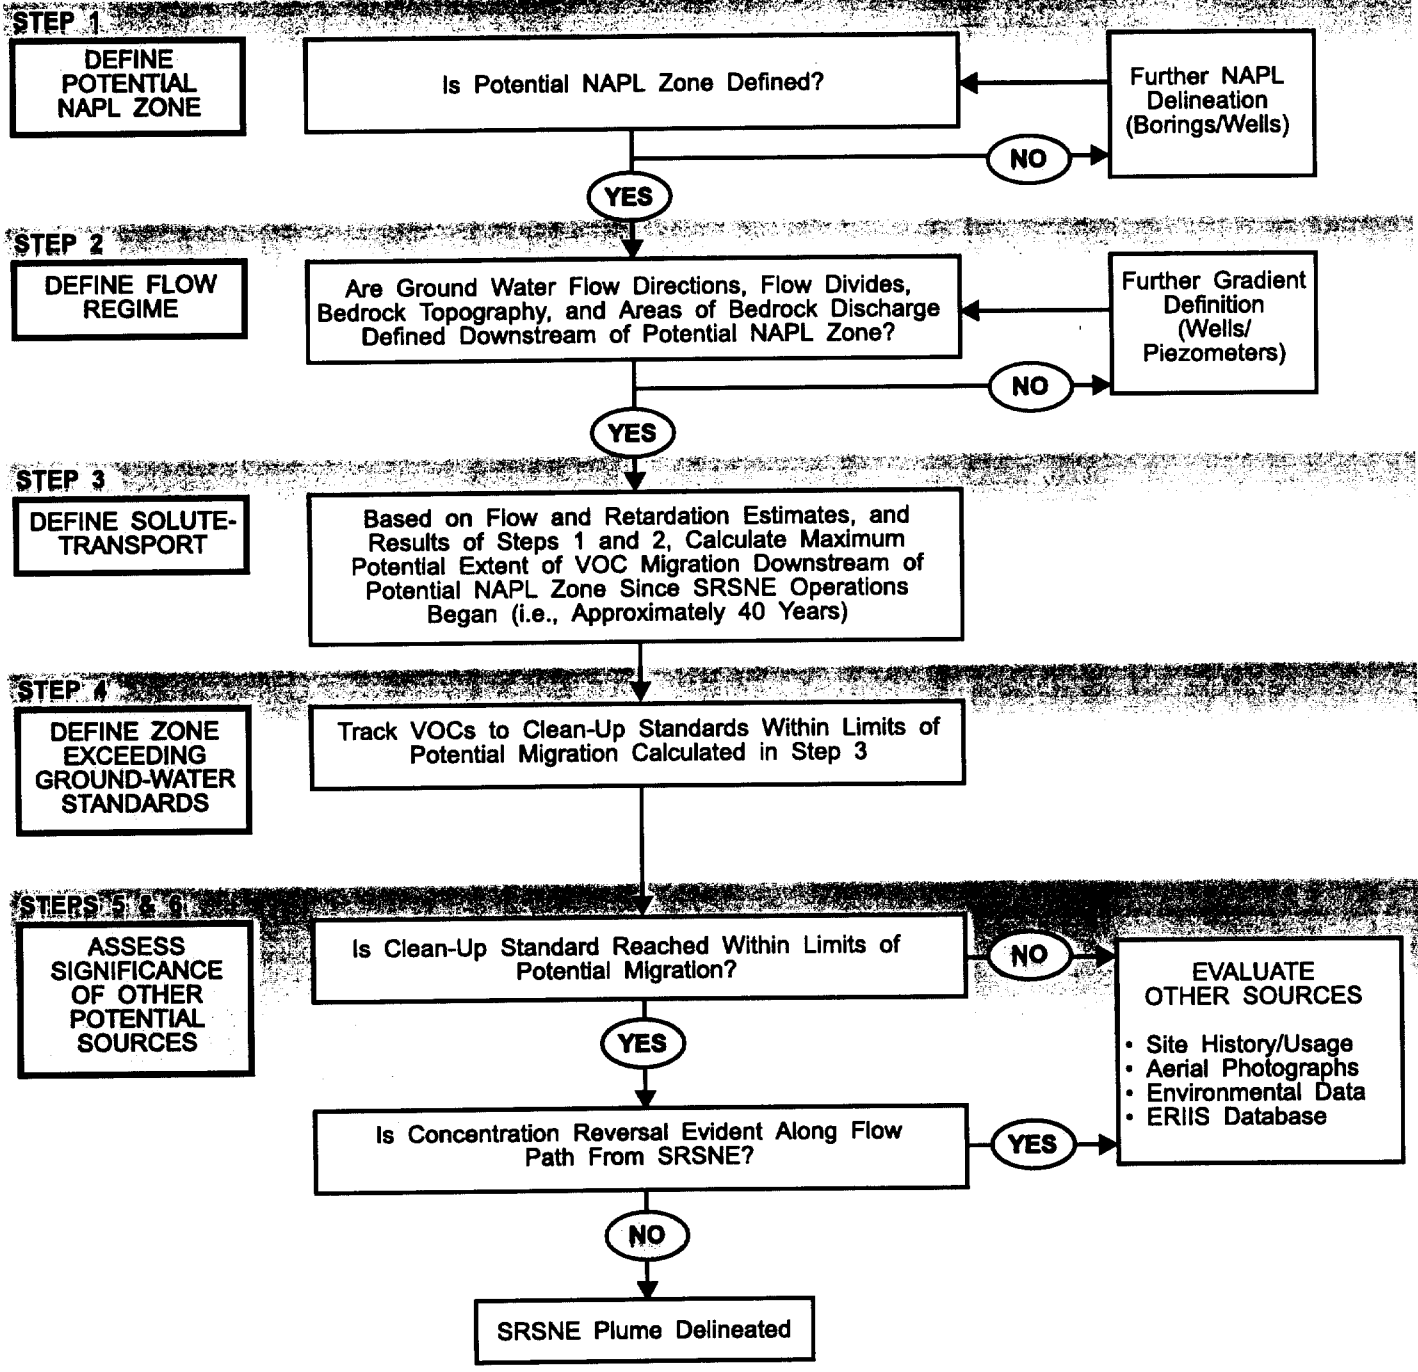 STEP 1
DEFINE
POTENTIAL
NAPL ZONE
Is Potential NAPL Zone Defined?
Further NAPL
Delineation
(Borings/Wells)
NO
YES
STEP 2
DEFINE FLOW
REGIME
Are Ground Water Flow Directions, Flow Divides,
Bedrock Topography, and Areas of Bedrock Discharge
Defined Downstream of Potential NAPL Zone?
Further Gradient
Definition
(Wells/
Piezometers)
NO
YES
STEP 3
DEFINE SOLUTE-
TRANSPORT
Based on Flow and Retardation Estimates, and
Results of Steps 1 and 2, Calculate Maximum
Potential Extent of VOC Migration Downstream of
Potential NAPL Zone Since SRSNE Operations
Began (i.e., Approximately 40 Years)
STEP 4
DEFINE ZONE
EXCEEDING
GROUND-WATER
STANDARDS
Track VOCs to Clean-Up Standards Within Limits of
Potential Migration Calculated in Step 3
STEPS 5 & 6
ASSESS
SIGNIFICANCE
OF OTHER
POTENTIAL
SOURCES
Is Clean-Up Standard Reached Within Limits of
Potential Migration?
NO
EVALUATE
OTHER SOURCES
• Site History/Usage
• Aerial Photographs
• Environmental Data
• ERIIS Database
YES
Is Concentration Reversal Evident Along Flow
Path From SRSNE?
YES
NO
SRSNE Plume Delineated